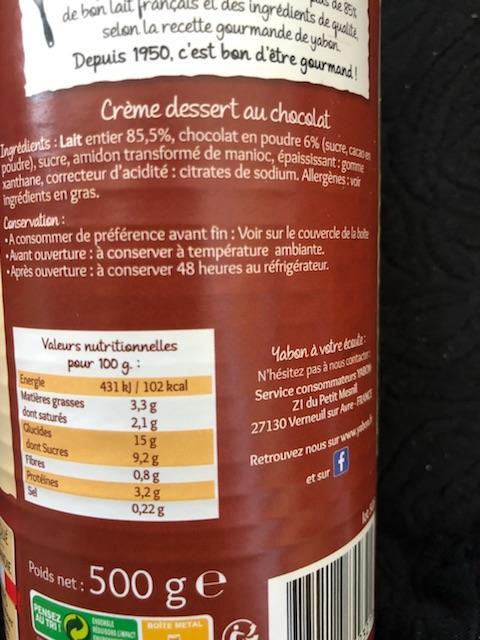 de 85%
de bon lait français et des ingrédients de qualité,
selon la recette gourmande de yabon.
Depuis 1950, c'est bon d'être gourmand !
Crème dessert au chocolat
Ingrédients : Lait entier 85,5%, chocolat en poudre 6% (sucre, cacao en
poudre), sucre, amidon transformé de manioc, épaississant : gomme
xanthane, correcteur d'acidité : citrates de sodium. Allergènes : voir
ingrédients en gras.
Conservation :
•A consommer de préférence avant fin : Voir sur le couvercle de la boîte
•Avant ouverture : à conserver à température ambiante.
•Après ouverture : à conserver 48 heures au réfrigérateur.
Valeurs nutritionnelles
pour 100 g. :
Energie 431 kJ / 102 kcal
Matières grasses 3,3 g
dont saturés 2,1 g
Glucides 15 g
dont Sucres 9,2 g
Fibres 0,8 g
Protéines 3,2 g
Sel 0,22 g
Yabon à votre écoute :
N'hésitez pas à nous contacter :
Service consommateurs YABON
ZI du Petit Mesnil
27130 Verneuil sur Avre - FRANCE
Retrouvez nous sur www.yabon
et sur f
Poids net : 500 g e
PENSEZ
AU TRI !
ENSEMBLE
RÉDUISONS L'IMPACT
BOÎTE METAL